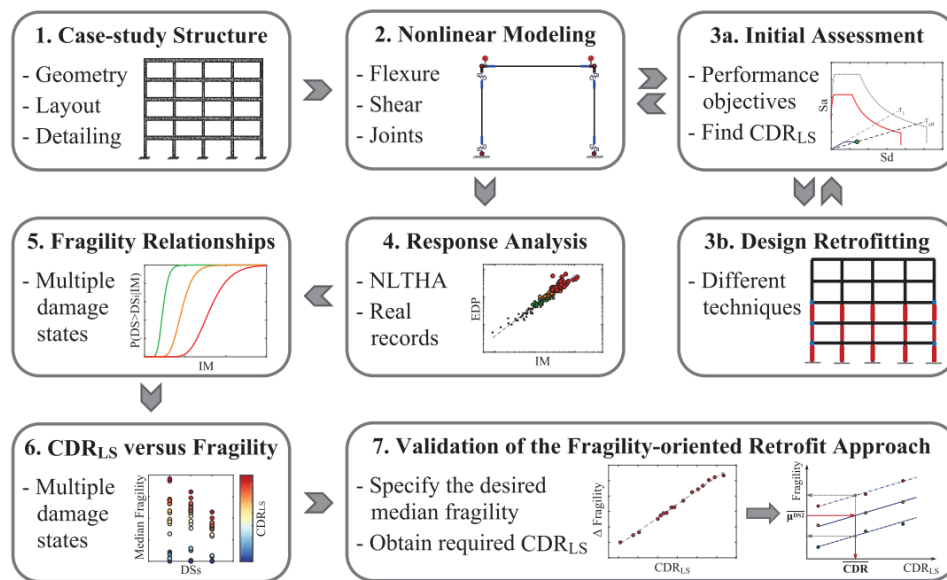 1. Case-study Structure
- Geometry
- Layout
- Detailing
2. Nonlinear Modeling
- Flexure
- Shear
- Joints
3a. Initial Assessment
- Performance
objectives
- Find CDR_LS
Sa
T_1
T_eff
Sd
5. Fragility Relationships
- Multiple
damage
states
P(DS>DSi|IM)
IM
4. Response Analysis
- NLTHA
- Real
records
EDP
IM
3b. Design Retrofitting
- Different
techniques
6. CDR_LS versus Fragility
- Multiple
damage
states
Median Fragility
DSs
CDR_LS
7. Validation of the Fragility-oriented Retrofit Approach
- Specify the desired
median fragility
- Obtain required CDR_LS
Δ Fragility
CDR_LS
Fragility
CDR
CDR_LS